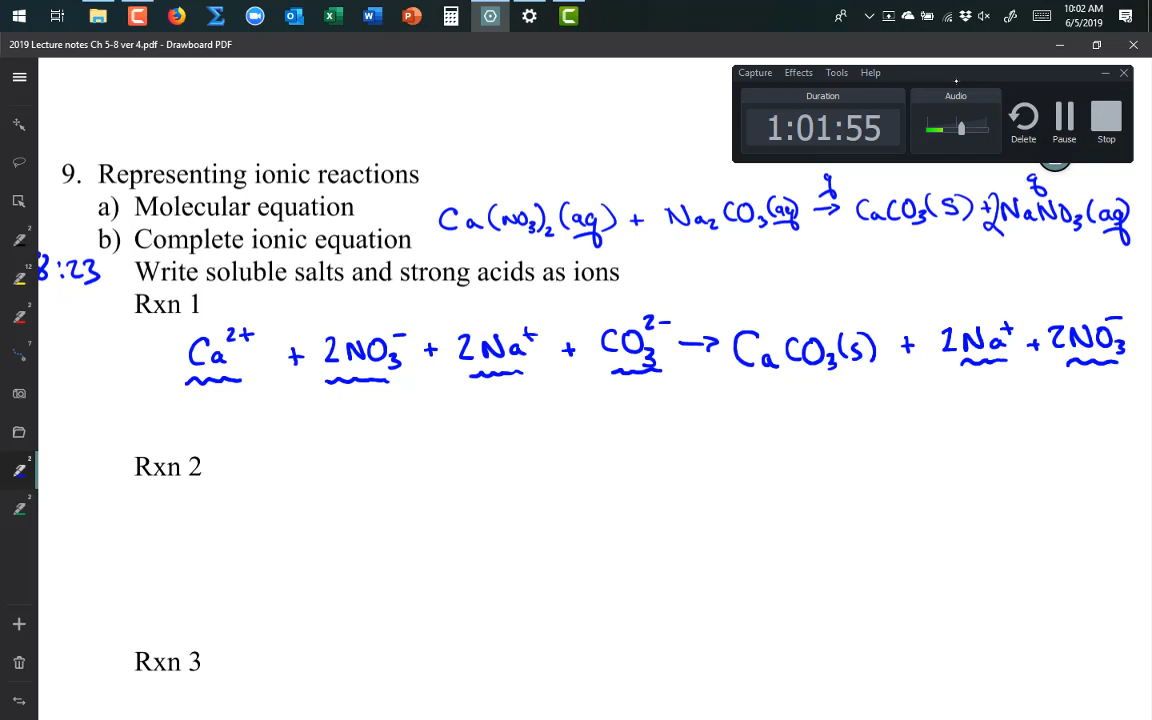 10:02 AM
6/5/2019
2019 Lecture notes Ch 5-8 ver 4.pdf - Drawboard PDF
Capture Effects Tools Help
Duration Audio
1:01:55
Delete Pause Stop
9. Representing ionic reactions
a) Molecular equation
Ca(NO₃)₂(aq) + Na₂CO₃(aq) → CaCO₃(s) + 2NaNO₃(aq)
b) Complete ionic equation
8:23
Write soluble salts and strong acids as ions
Rxn 1
Ca²⁺ + 2NO₃⁻ + 2Na⁺ + CO₃²⁻ → CaCO₃(s) + 2Na⁺ + 2NO₃⁻
Rxn 2
Rxn 3